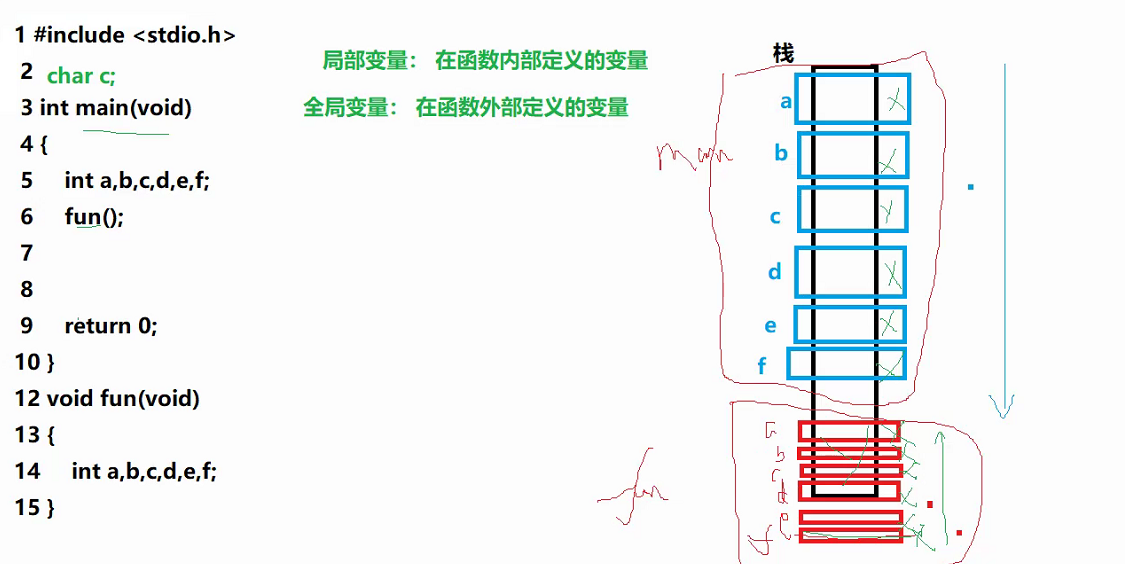 1 #include <stdio.h>
2 char c;
3 int main(void)
4 {
5 int a,b,c,d,e,f;
6 fun();
7
8
9 return 0;
10 }
12 void fun(void)
13 {
14 int a,b,c,d,e,f;
15 }
局部变量： 在函数内部定义的变量
全局变量： 在函数外部定义的变量
栈
a
b
c
d
e
f
b
d
fun